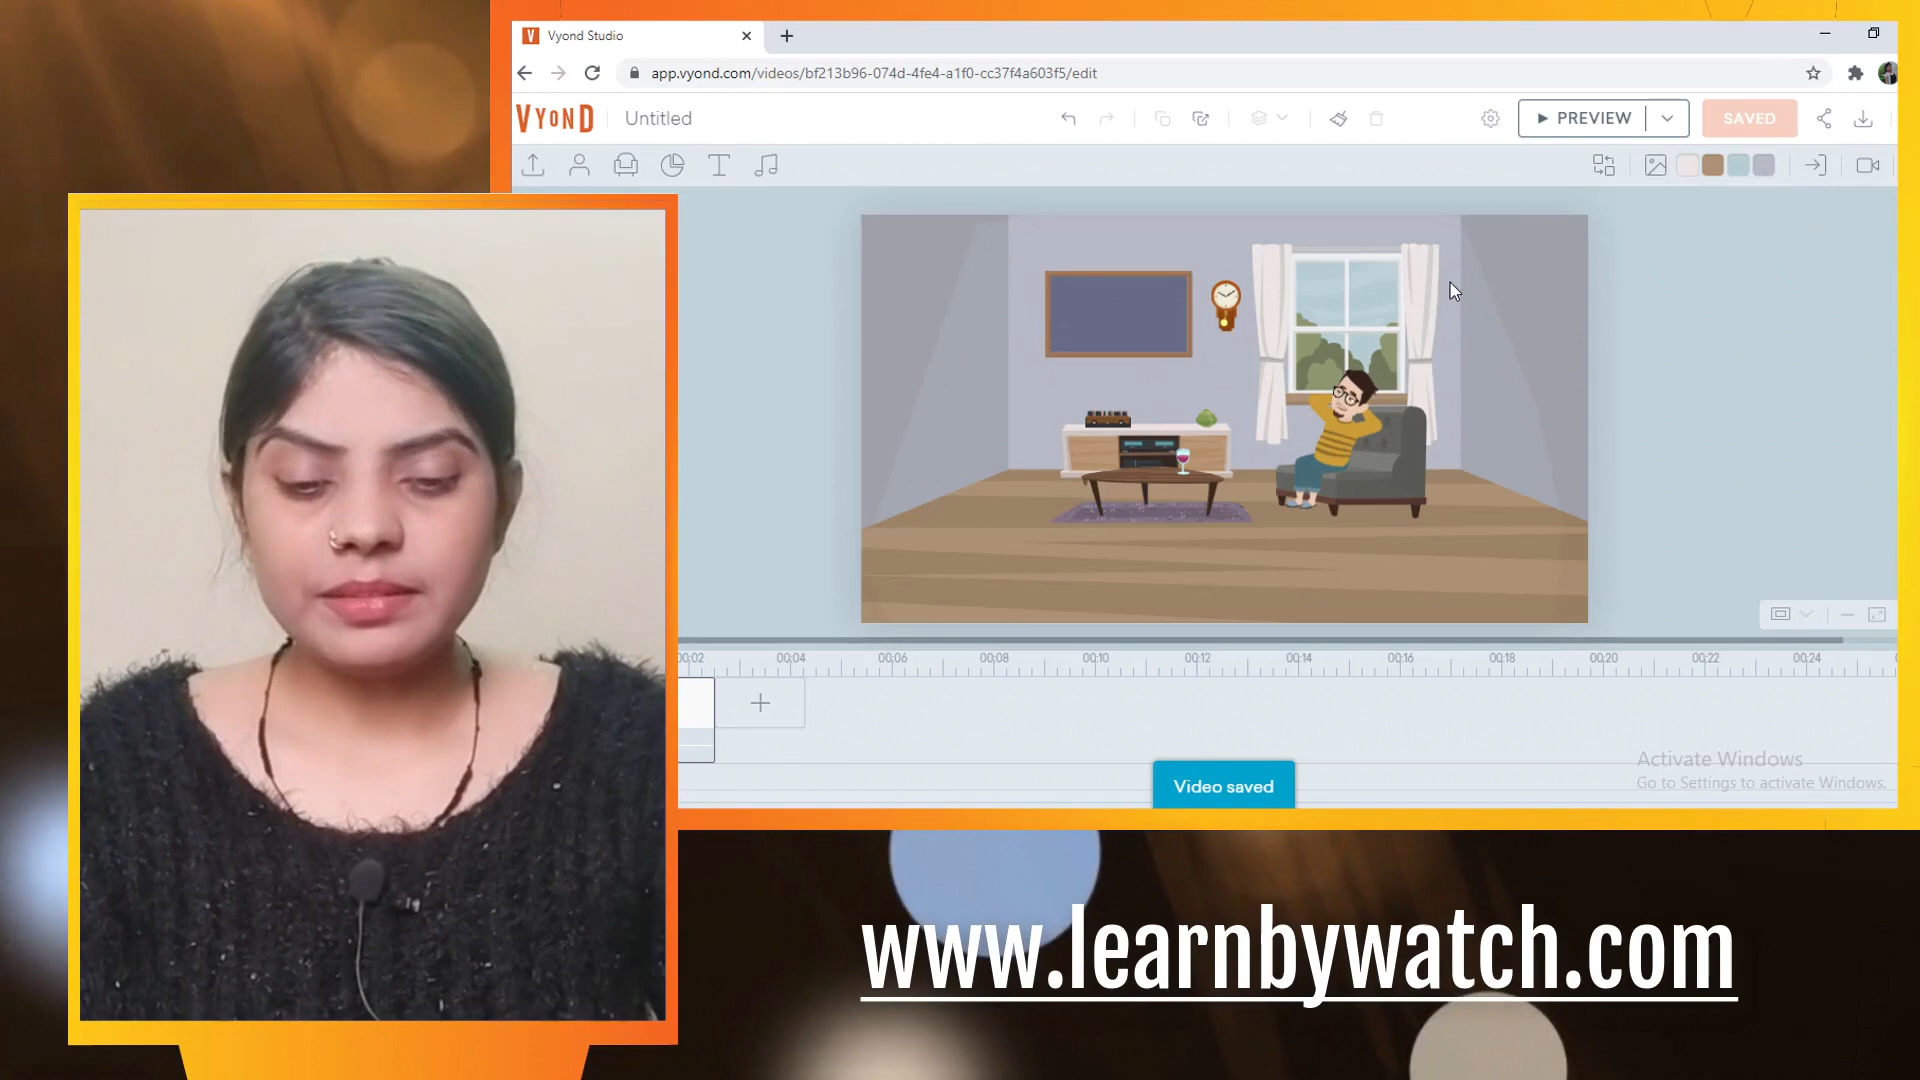 Vyond Studio
app.vyond.com/videos/bf213b96-074d-4fe4-a1f0-cc37f4a603f5/edit
VYOND
Untitled
PREVIEW
SAVED
00:02 00:04 00:06 00:08 00:10 00:12 00:14 00:16 00:18 00:20 00:22 00:24
Activate Windows
Go to Settings to activate Windows.
Video saved
www.learnbywatch.com